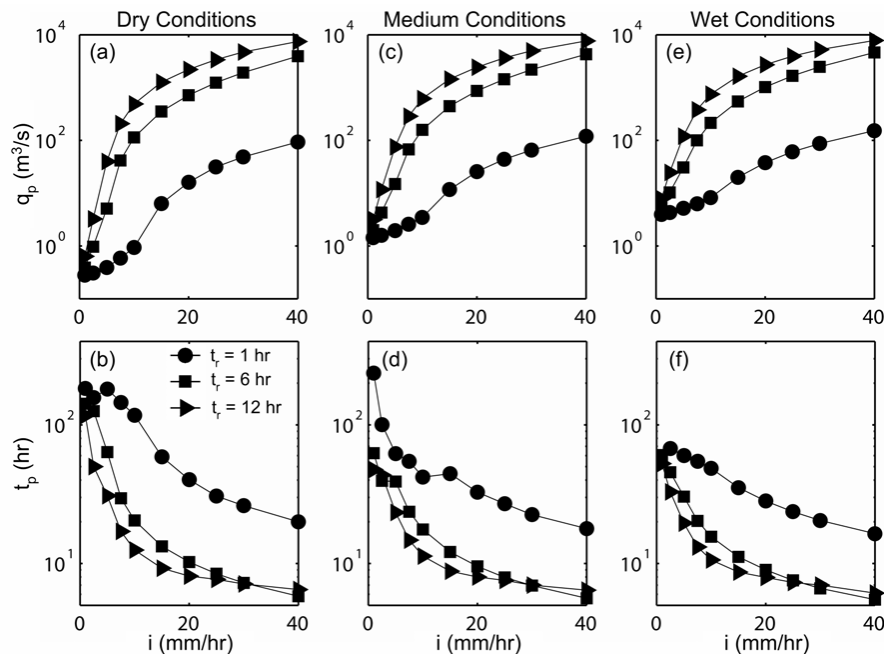 Dry Conditions Medium Conditions Wet Conditions
(a) (c) (e)
10^4 10^4 10^4
10^2 10^2 10^2
10^0 10^0 10^0
q_p (m^3/s)
0 20 40 0 20 40 0 20 40
(b) (d) (f)
t_r = 1 hr
t_r = 6 hr
t_r = 12 hr
10^2 10^2 10^2
10^1 10^1 10^1
t_p (hr)
0 20 40 0 20 40 0 20 40
i (mm/hr) i (mm/hr) i (mm/hr)